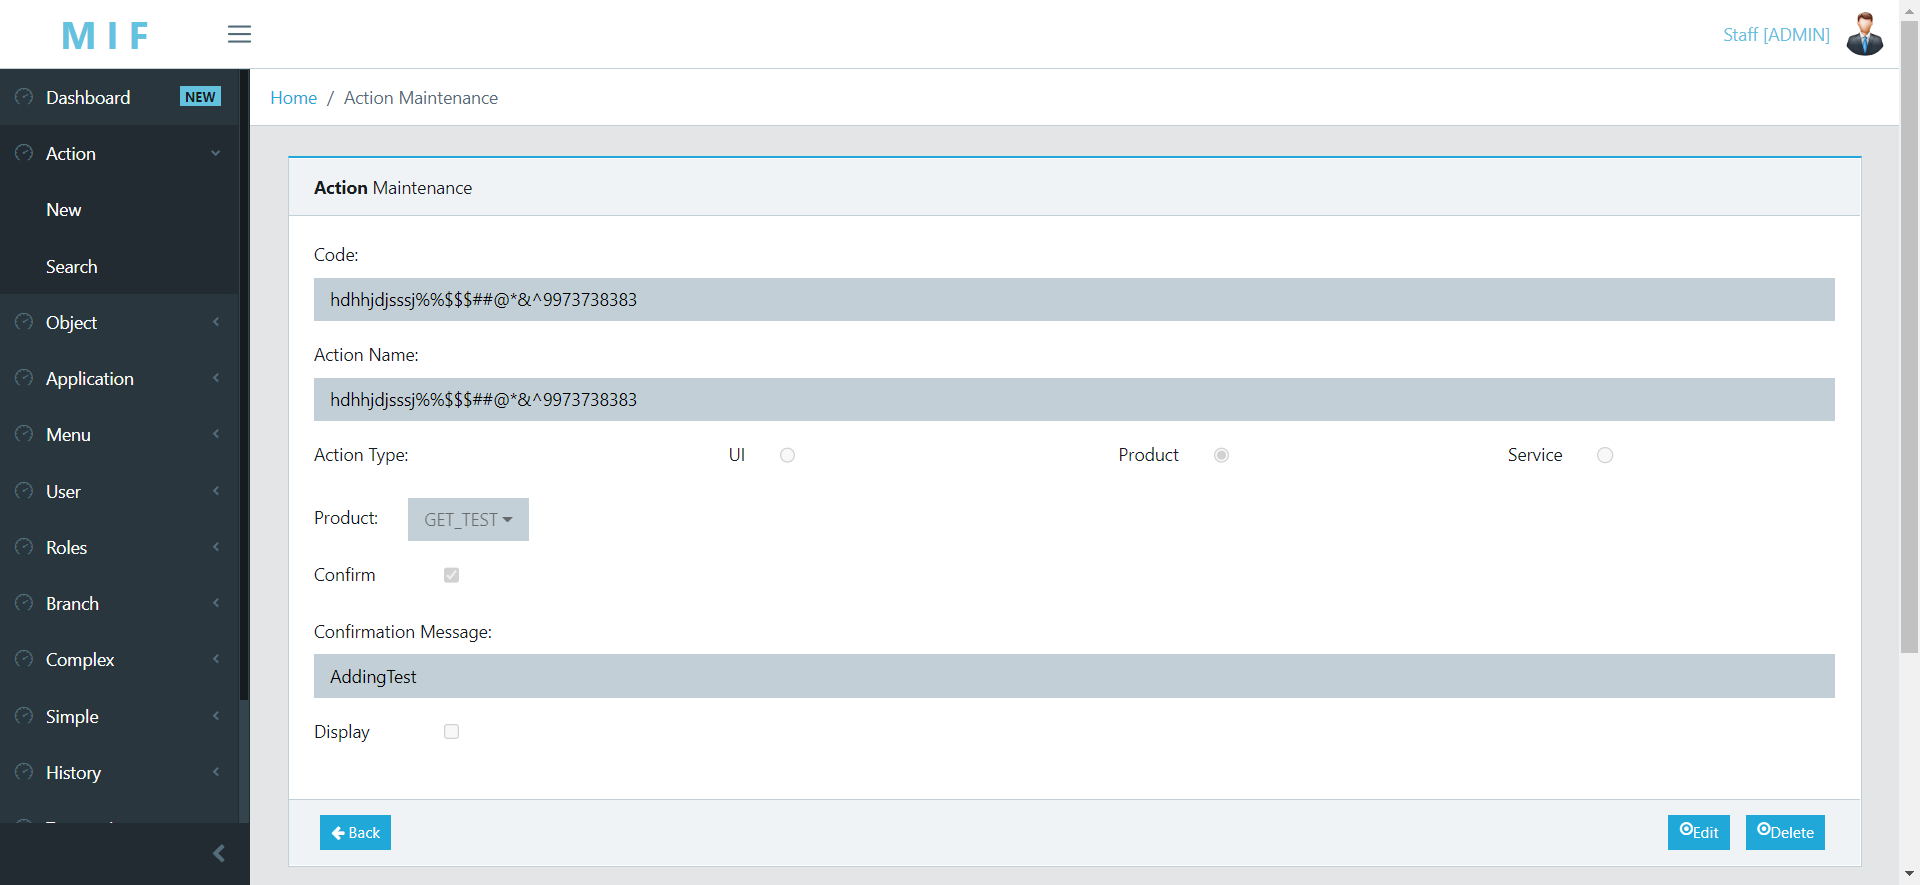 M I F
Staff [ADMIN]
Dashboard NEW
Action
New
Search
Object
Application
Menu
User
Roles
Branch
Complex
Simple
History
Home / Action Maintenance
Action Maintenance
Code:
hdhhjdjsssj%%$$$##@*&^9973738383
Action Name:
hdhhjdjsssj%%$$$##@*&^9973738383
Action Type: UI Product Service
Product: GET_TEST
Confirm
Confirmation Message:
AddingTest
Display
Back Edit Delete